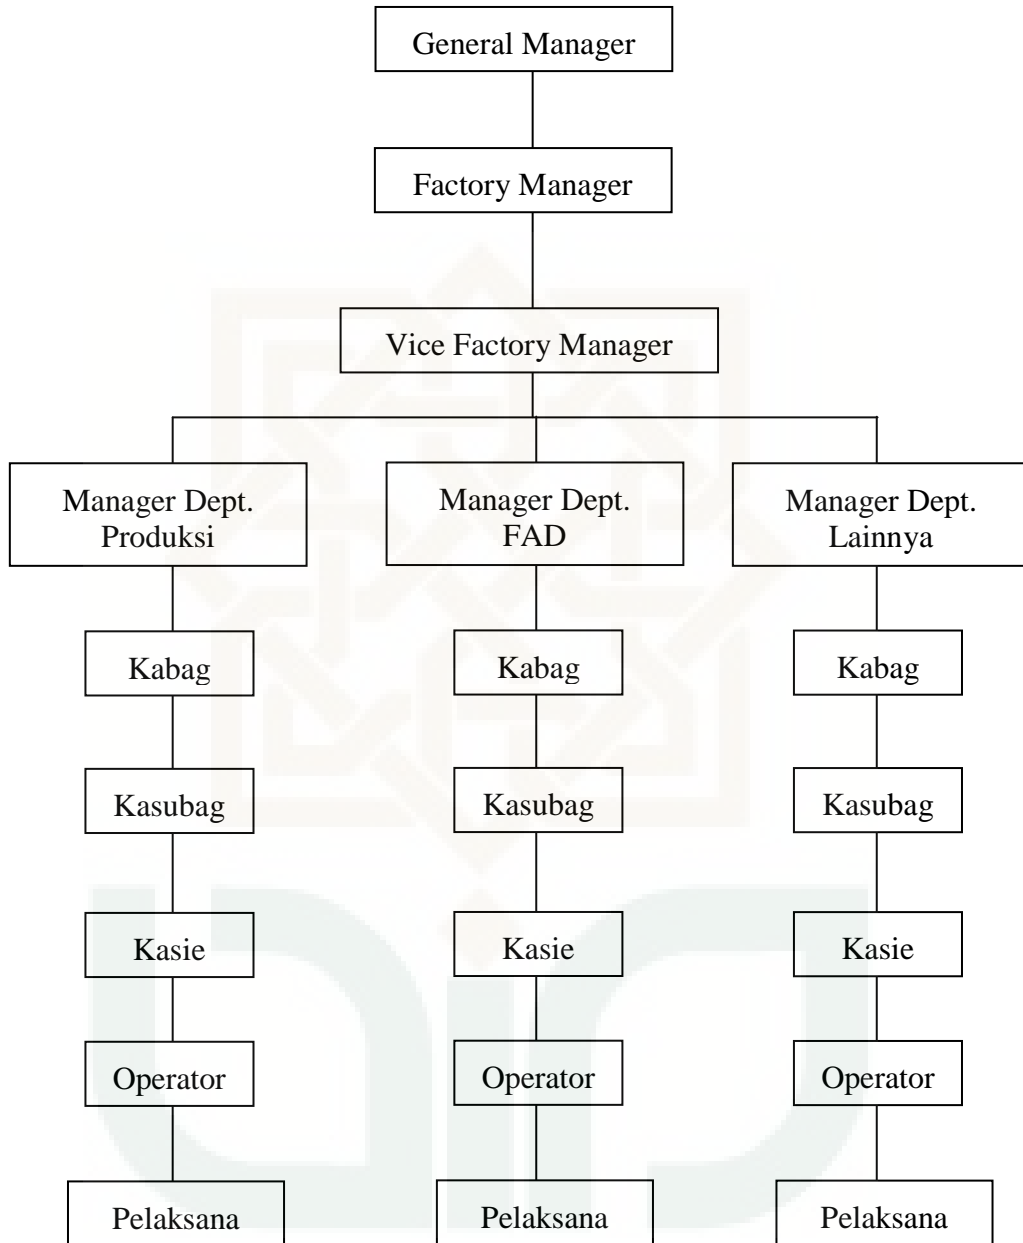 General Manager
Factory Manager
Vice Factory Manager
Manager Dept.
Produksi
Manager Dept.
FAD
Manager Dept.
Lainnya
Kabag
Kabag
Kabag
Kasubag
Kasubag
Kasubag
Kasie
Kasie
Kasie
Operator
Operator
Operator
Pelaksana
Pelaksana
Pelaksana